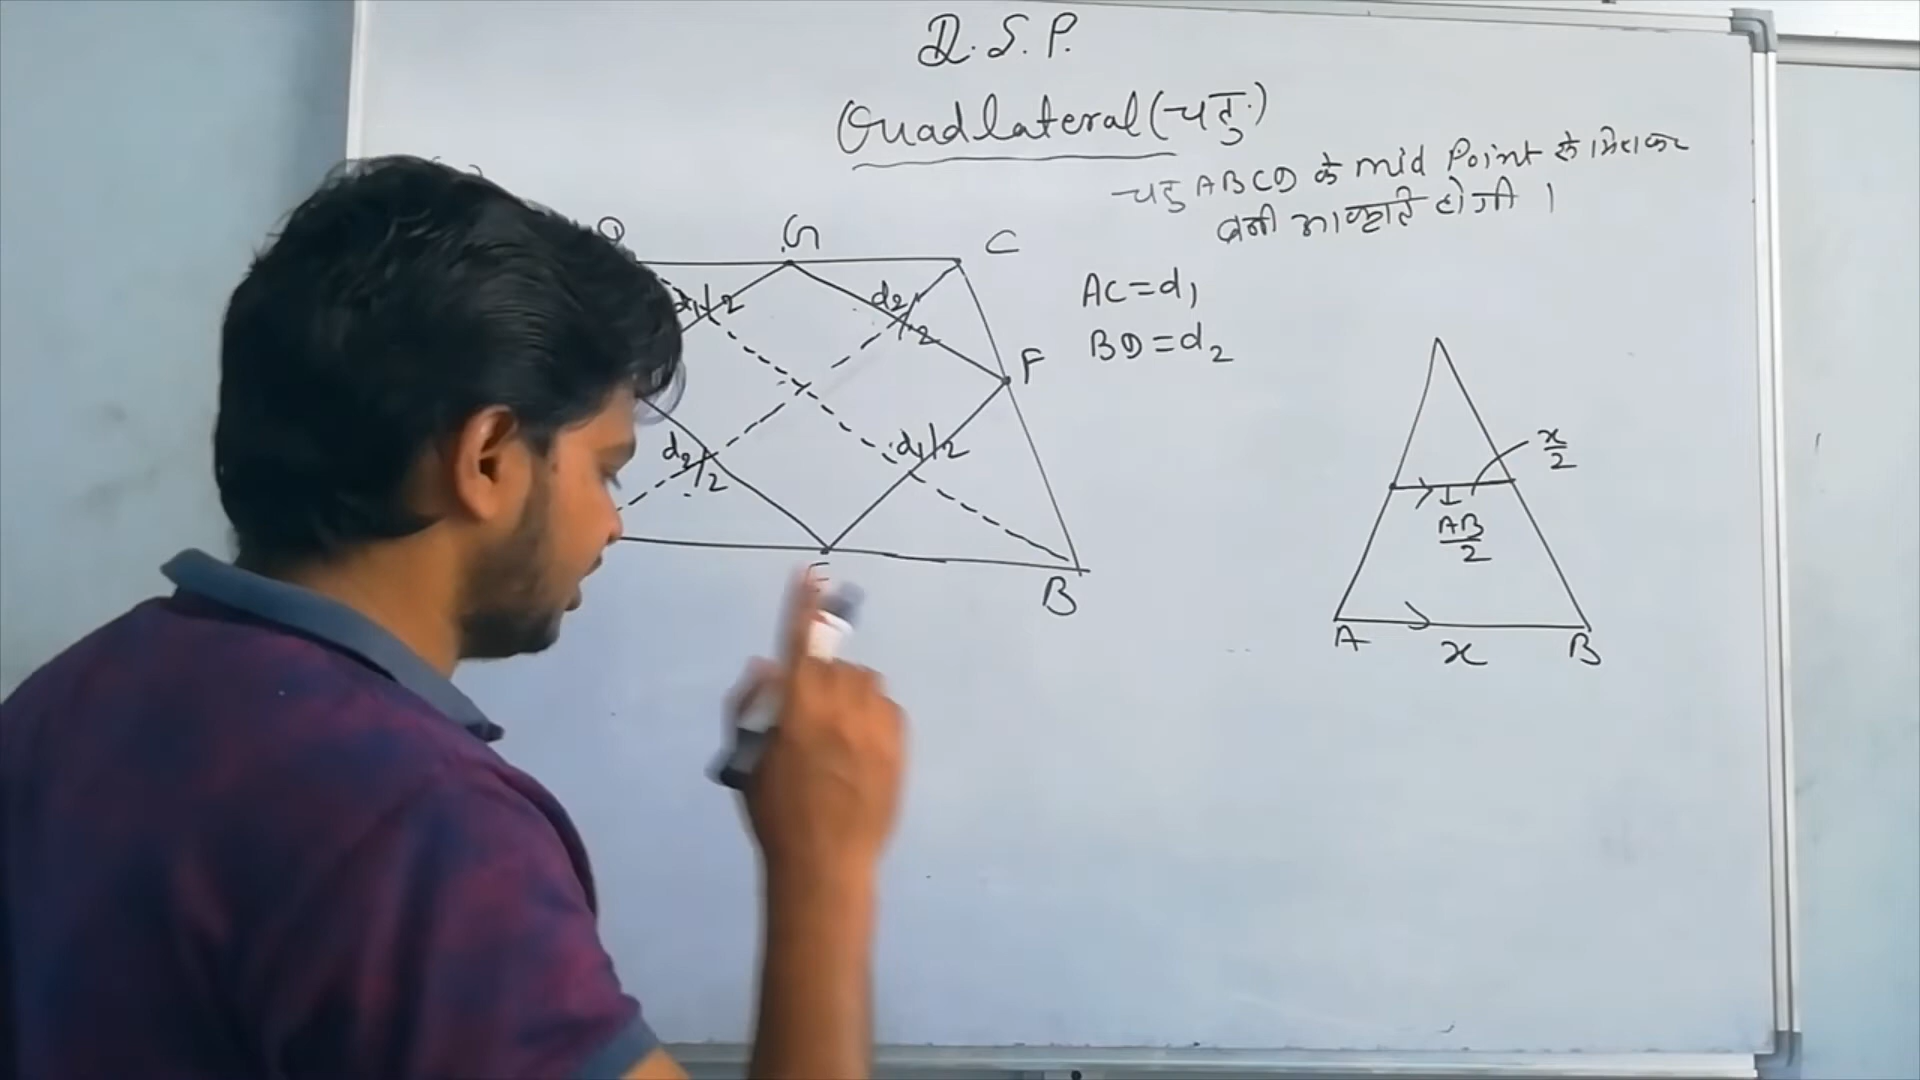 D.S.P.
Quadlateral (चतु.)
चतु ABCD के mid Point से मिलाकर
बनी आकृति होगी ।
D G C
d₁/2 d₂/2
AC=d₁
BD=d₂
F
d₂/2 d₁/2
E B
x/2
AB/2
A x B